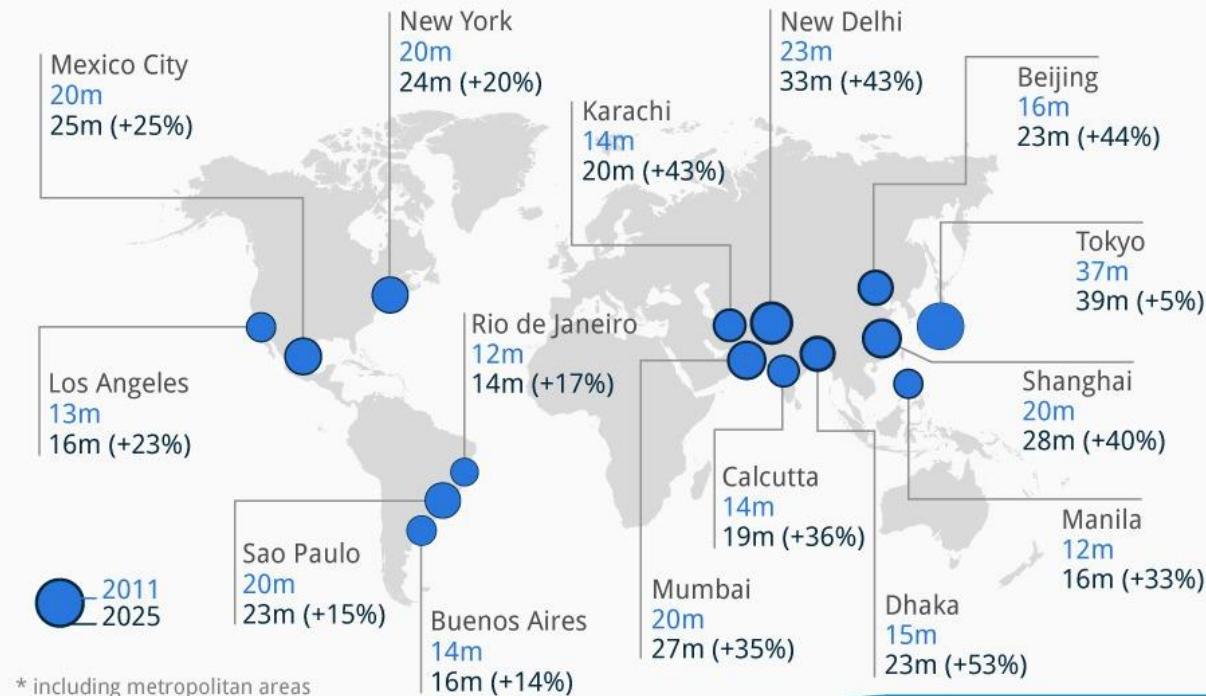 New York
20m
24m (+20%)
New Delhi
23m
33m (+43%)
Mexico City
20m
25m (+25%)
Beijing
16m
23m (+44%)
Karachi
14m
20m (+43%)
Tokyo
37m
39m (+5%)
Rio de Janeiro
12m
14m (+17%)
Los Angeles
13m
16m (+23%)
Shanghai
20m
28m (+40%)
Calcutta
14m
19m (+36%)
Manila
12m
16m (+33%)
Sao Paulo
20m
23m (+15%)
Mumbai
20m
27m (+35%)
Dhaka
15m
23m (+53%)
Buenos Aires
14m
16m (+14%)
2011
2025
* including metropolitan areas